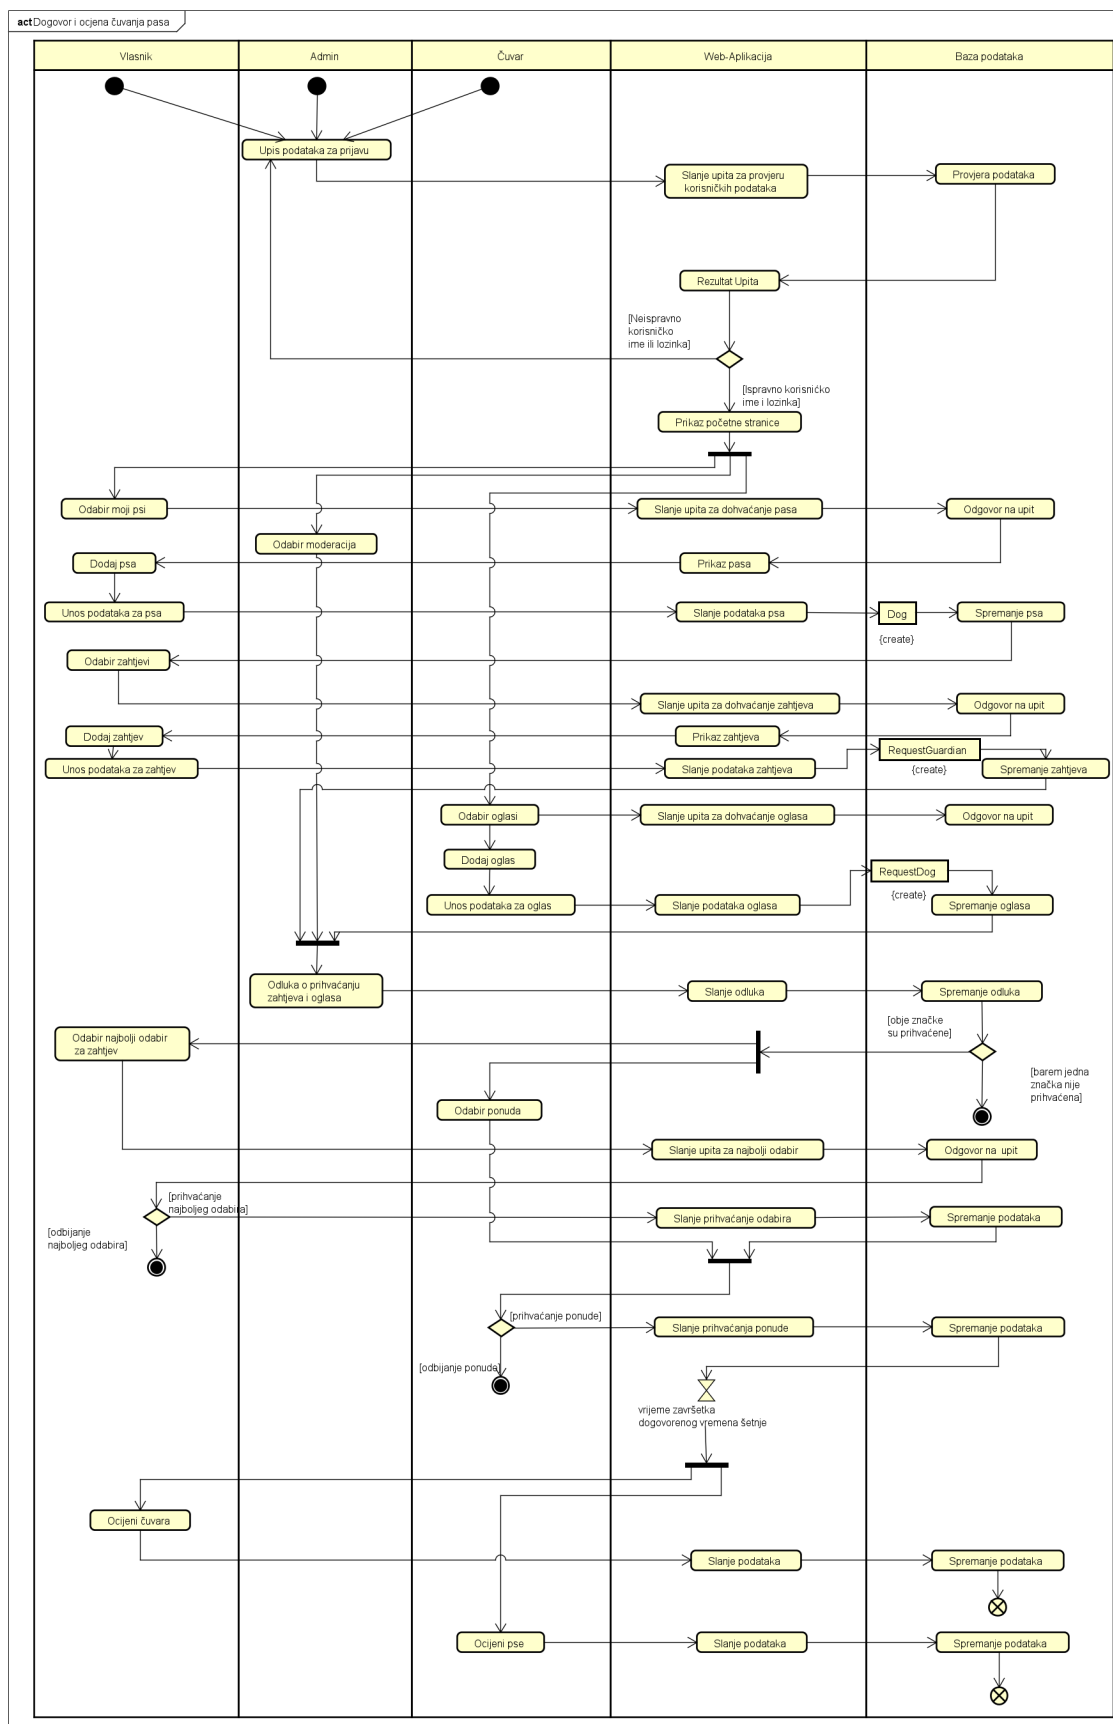 act Dogovor i ocjena čuvanja pasa
Vlasnik
Admin
Čuvar
Web-Aplikacija
Baza podataka
Upis podataka za prijavu
Slanje upita za provjeru
korisničkih podataka
Provjera podataka
Rezultat Upita
[Neispravno
korisničko
ime ili lozinka]
[Ispravno korisnićko
ime i lozinka]
Prikaz početne stranice
Odabir moji psi
Slanje upita za dohvaćanje pasa
Odgovor na upit
Odabir moderacija
Dodaj psa
Prikaz pasa
Unos podataka za psa
Slanje podataka psa
Dog
Spremanje psa
{create}
Odabir zahtjevi
Slanje upita za dohvaćanje zahtjeva
Odgovor na upit
Dodaj zahtjev
Prikaz zahtjeva
RequestGuardian
Unos podataka za zahtjev
Slanje podataka zahtjeva
{create}
Spremanje zahtjeva
Odabir oglasi
Slanje upita za dohvaćanje oglasa
Odgovor na upit
Dodaj oglas
RequestDog
{create}
Unos podataka za oglas
Slanje podataka oglasa
Spremanje oglasa
Odluka o prihvaćanju
zahtjeva i oglasa
Slanje odluka
Spremanje odluka
[obje značke
su prihvaćene]
Odabir najbolji odabir
za zahtjev
[barem jedna
značka nije
prihvaćena]
Odabir ponuda
Slanje upita za najbolji odabir
Odgovor na upit
[prihvaćanje
najboljeg odabira]
[odbijanje
najboljeg odabira]
Slanje prihvaćanje odabira
Spremanje podataka
[prihvaćanje ponude]
Slanje prihvaćanja ponude
Spremanje podataka
[odbijanje ponude]
vrijeme završetka
dogovorenog vremena šetnje
Ocijeni čuvara
Slanje podataka
Spremanje podataka
Ocijeni pse
Slanje podataka
Spremanje podataka